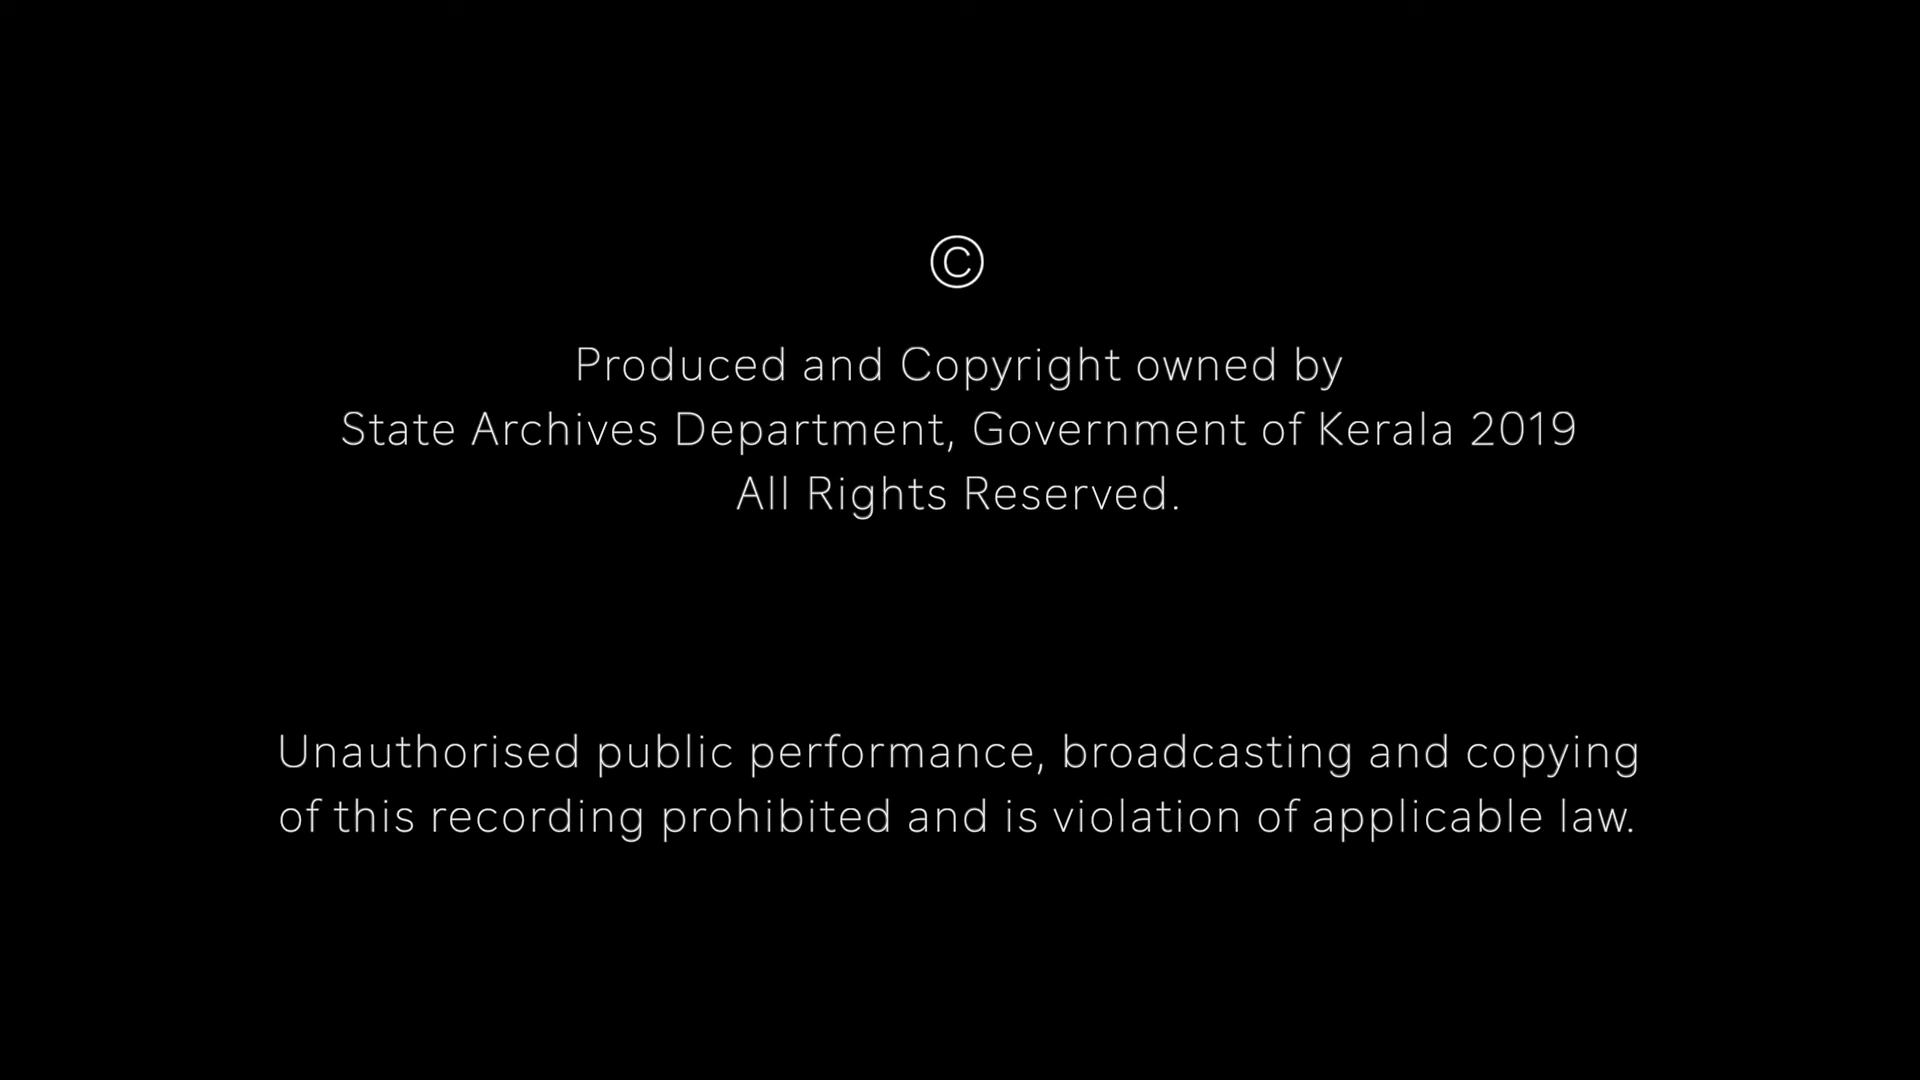 ©
Produced and Copyright owned by
State Archives Department, Government of Kerala 2019
All Rights Reserved.
Unauthorised public performance, broadcasting and copying
of this recording prohibited and is violation of applicable law.